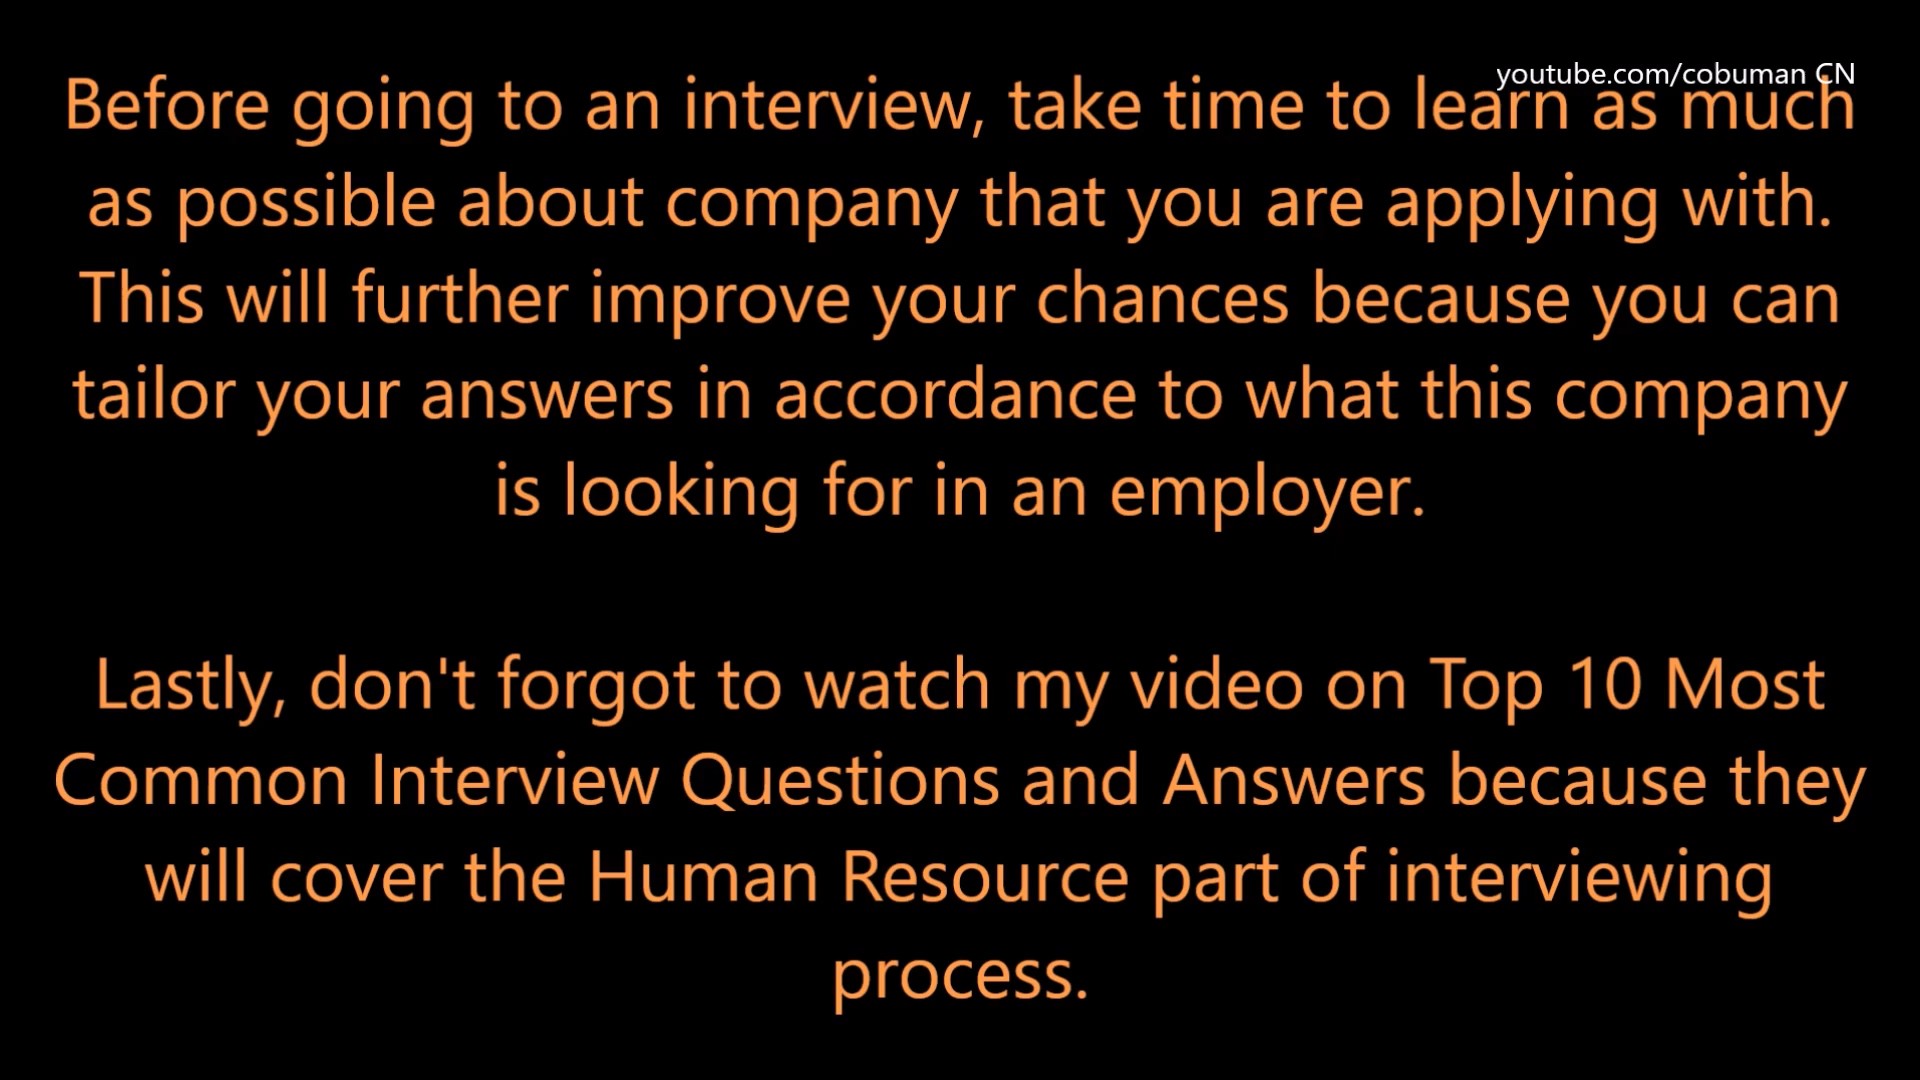 youtube.com/cobuman CN
Before going to an interview, take time to learn as much
as possible about company that you are applying with.
This will further improve your chances because you can
tailor your answers in accordance to what this company
is looking for in an employer.
Lastly, don't forgot to watch my video on Top 10 Most
Common Interview Questions and Answers because they
will cover the Human Resource part of interviewing
process.